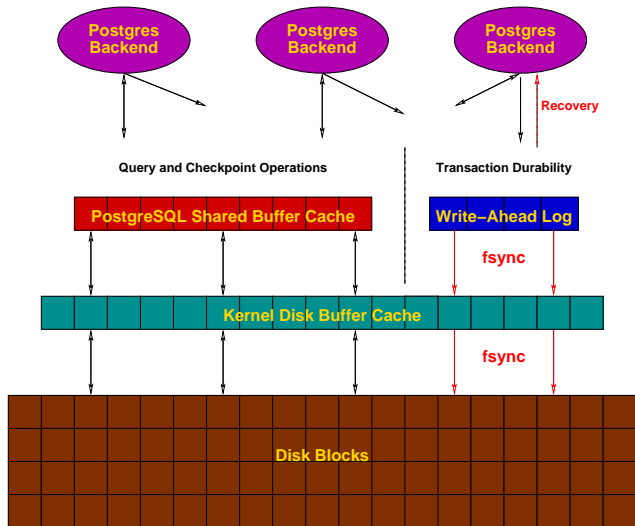 Postgres
Backend
Postgres
Backend
Postgres
Backend
Recovery
Query and Checkpoint Operations
Transaction Durability
PostgreSQL Shared Buffer Cache
Write−Ahead Log
fsync
Kernel Disk Buffer Cache
fsync
Disk Blocks